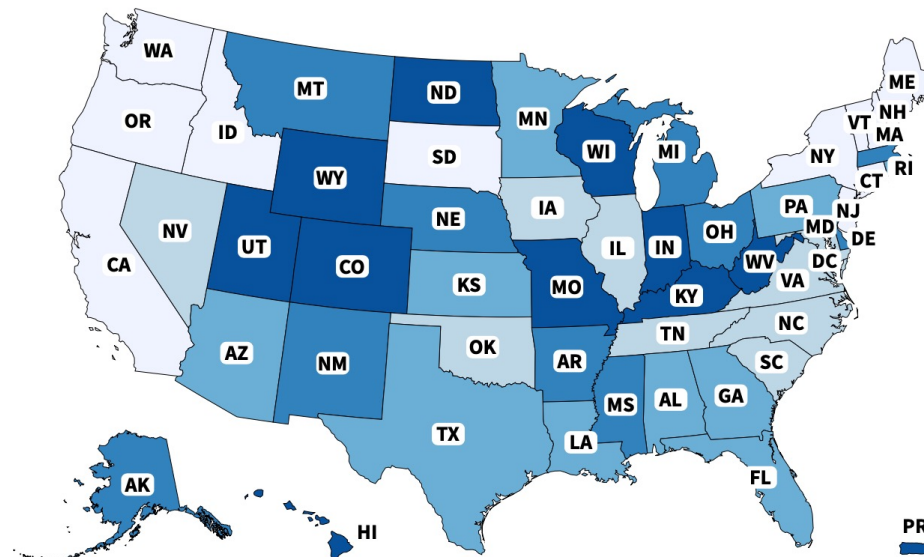 WA
ME
MT
ND
VT
NH
OR
MN
MA
ID
WI
MI
NY
SD
RI
WY
CT
IA
PA
NE
NJ
NV
OH
MD
DE
UT
IL
IN
CO
WV
DC
CA
KS
MO
VA
KY
NC
TN
OK
AZ
AR
SC
NM
MS
AL
GA
TX
LA
FL
AK
HI
PR